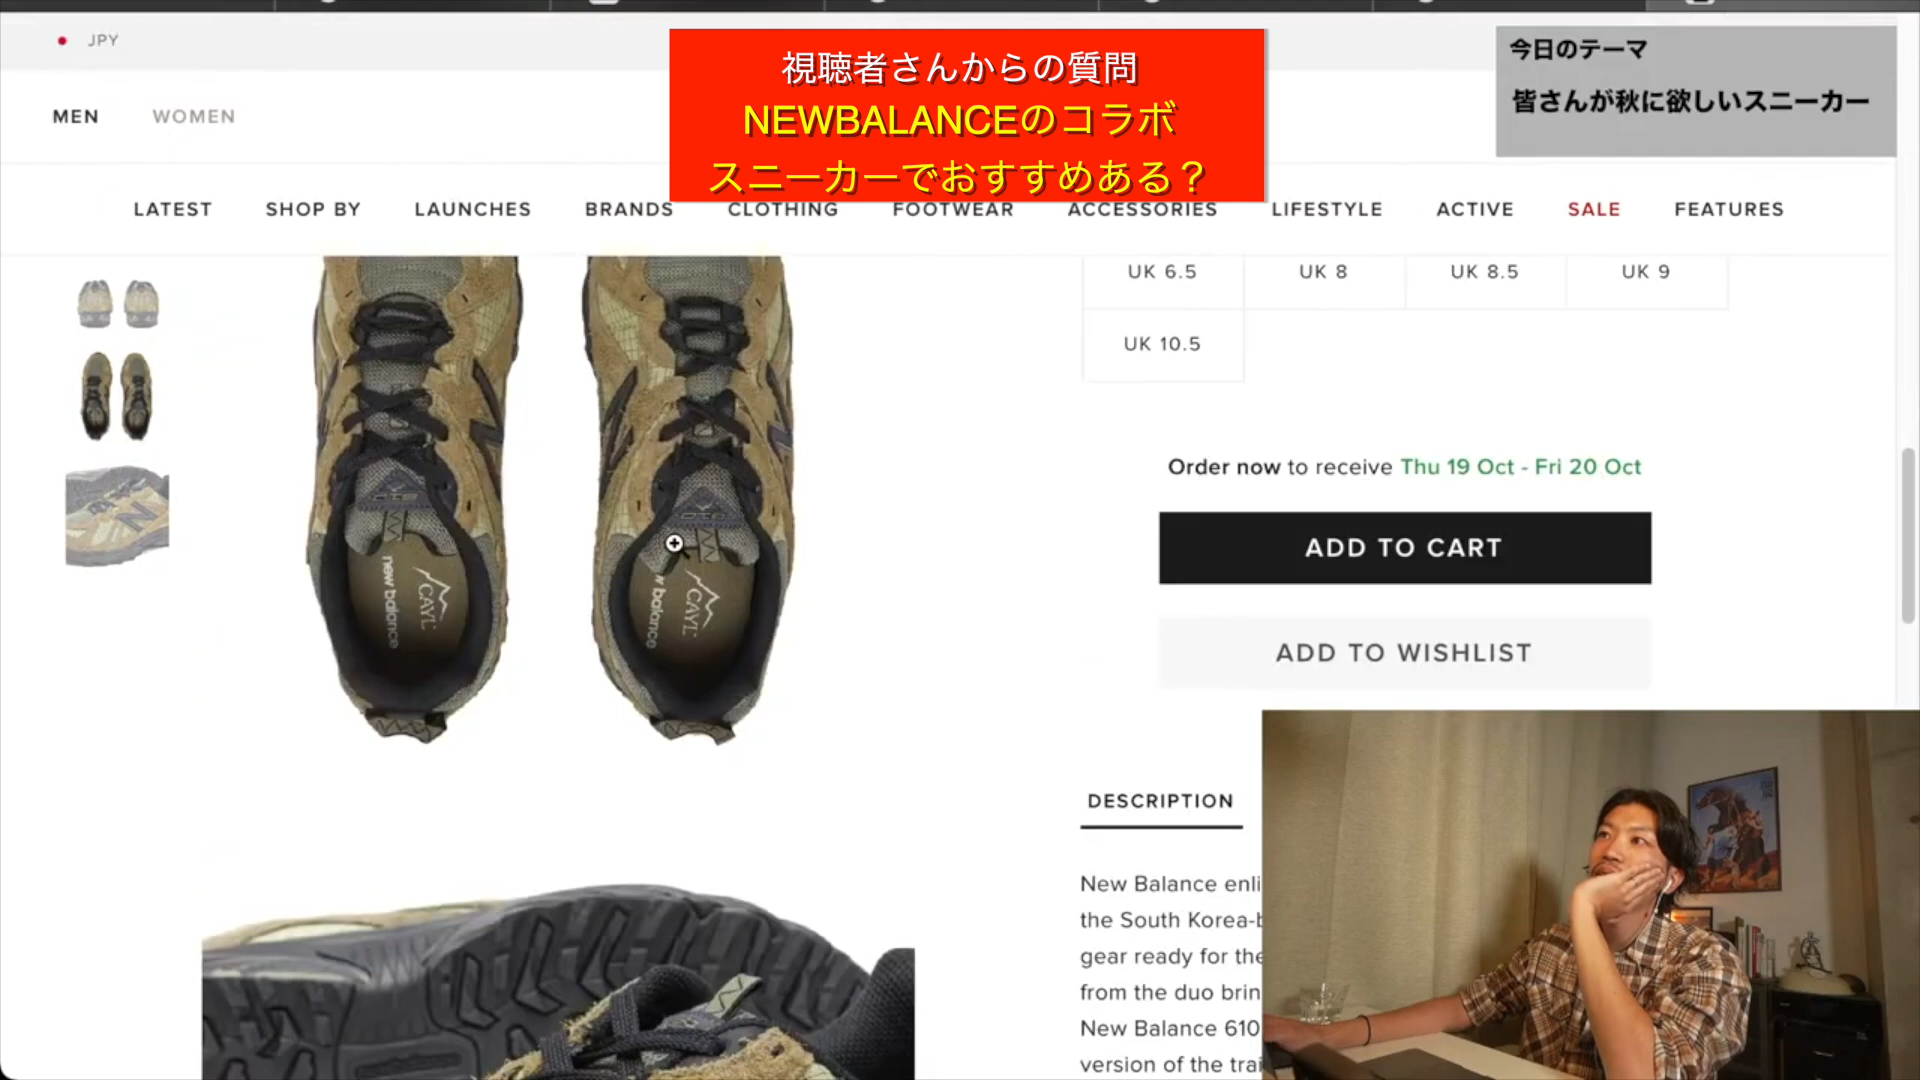 JPY
視聴者さんからの質問
NEWBALANCEのコラボ
スニーカーでおすすめある？
今日のテーマ
皆さんが秋に欲しいスニーカー
MEN WOMEN
LATEST SHOP BY LAUNCHES BRANDS CLOTHING FOOTWEAR ACCESSORIES LIFESTYLE ACTIVE SALE FEATURES
UK 6.5 UK 8 UK 8.5 UK 9
UK 10.5
Order now to receive Thu 19 Oct - Fri 20 Oct
ADD TO CART
ADD TO WISHLIST
new balance
CAYL
w balance
CAYL
DESCRIPTION
New Balance enli
the South Korea-b
gear ready for the
from the duo brin
New Balance 610
version of the trai